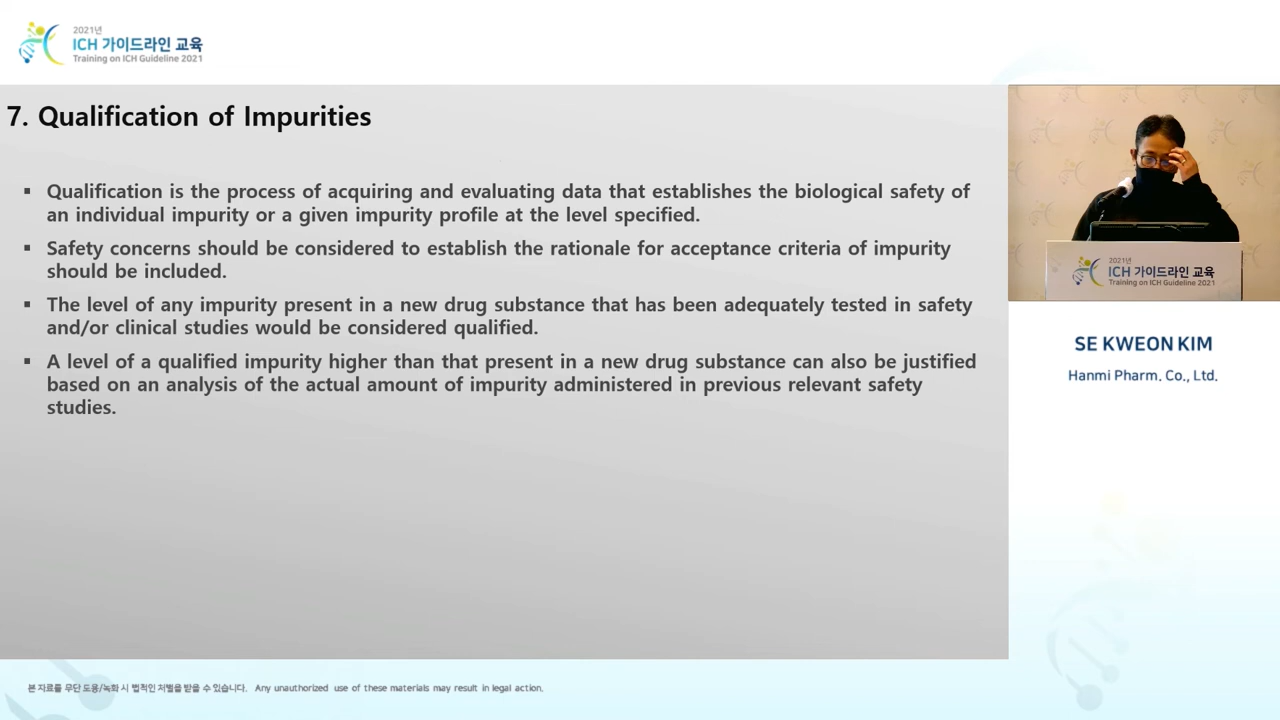 2021년
ICH 가이드라인 교육
Training on ICH Guideline 2021
7. Qualification of Impurities
▪ Qualification is the process of acquiring and evaluating data that establishes the biological safety of
an individual impurity or a given impurity profile at the level specified.
▪ Safety concerns should be considered to establish the rationale for acceptance criteria of impurity
should be included.
▪ The level of any impurity present in a new drug substance that has been adequately tested in safety
and/or clinical studies would be considered qualified.
▪ A level of a qualified impurity higher than that present in a new drug substance can also be justified
based on an analysis of the actual amount of impurity administered in previous relevant safety
studies.
2021년
ICH 가이드라인 교육
Training on ICH Guideline 2021
SE KWEON KIM
Hanmi Pharm. Co., Ltd.
본 자료를 무단 도용/녹화 시 법적인 처벌을 받을 수 있습니다. Any unauthorized use of these materials may result in legal action.